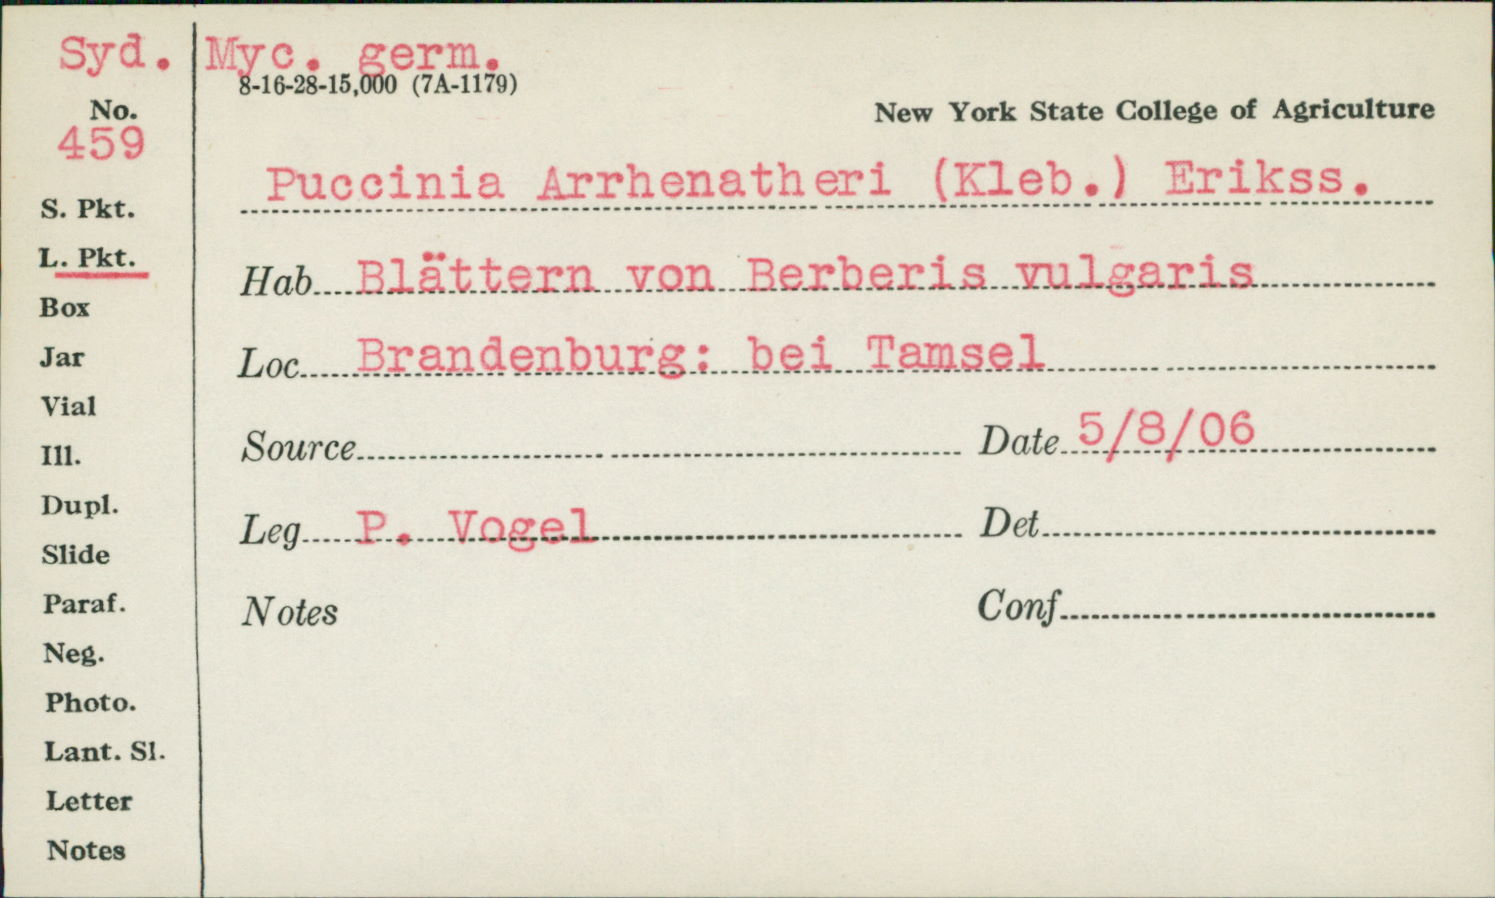 Syd. Myc. germ.
8-16-28-15,000 (7A-1179)
No.
459
New York State College of Agriculture
Puccinia Arrhenatheri (Kleb.) Erikss.
S. Pkt.
L. Pkt.
Box
Jar
Vial
Ill.
Dupl.
Slide
Paraf.
Neg.
Photo.
Lant. Sl.
Letter
Notes
Hab. Blättern von Berberis vulgaris
Loc. Brandenburg: bei Tamsel
Source
Date 5/8/06
Leg. P. Vogel
Det.
Notes
Conf.